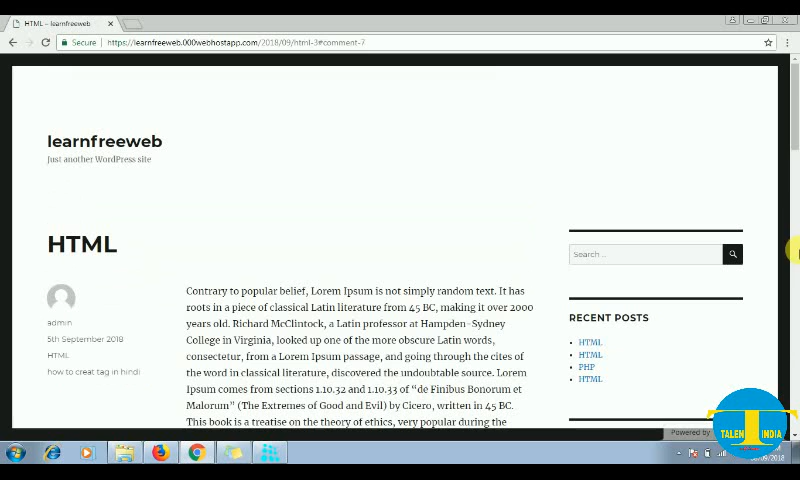 HTML – learnfreeweb
Secure
https://learnfreeweb.000webhostapp.com/2018/09/html-3#comment-7
learnfreeweb
Just another WordPress site
HTML
admin
5th September 2018
HTML
how to creat tag in hindi
Contrary to popular belief, Lorem Ipsum is not simply random text. It has
roots in a piece of classical Latin literature from 45 BC, making it over 2000
years old. Richard McClintock, a Latin professor at Hampden-Sydney
College in Virginia, looked up one of the more obscure Latin words,
consectetur, from a Lorem Ipsum passage, and going through the cites of
the word in classical literature, discovered the undoubtable source. Lorem
Ipsum comes from sections 1.10.32 and 1.10.33 of “de Finibus Bonorum et
Malorum” (The Extremes of Good and Evil) by Cicero, written in 45 BC.
This book is a treatise on the theory of ethics, very popular during the
Search ...
RECENT POSTS
HTML
HTML
PHP
HTML
Powered by
TALENT INDIA
/09/2018